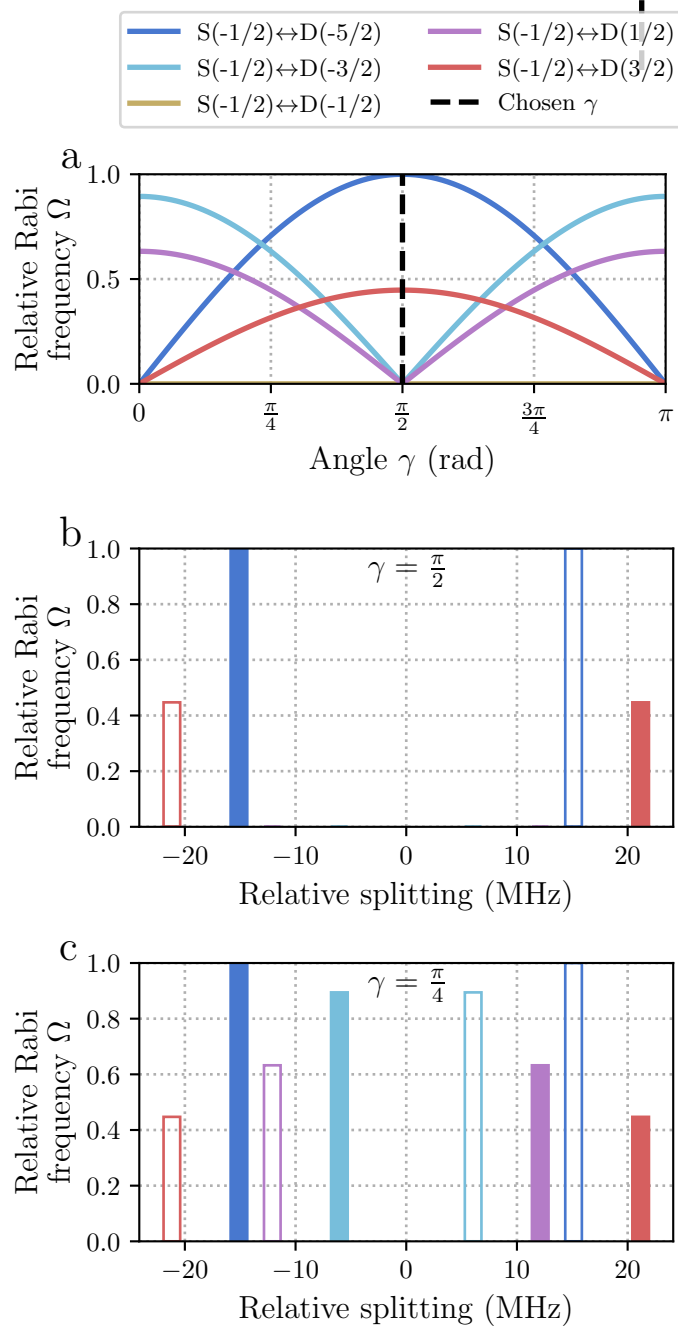 S(-1/2)↔D(-5/2)
S(-1/2)↔D(-3/2)
S(-1/2)↔D(-1/2)
S(-1/2)↔D(1/2)
S(-1/2)↔D(3/2)
Chosen γ
a
Relative Rabi
frequency Ω
1.0
0.5
0.0
0
π/4
π/2
3π/4
π
Angle γ (rad)
b
Relative Rabi
frequency Ω
1.0
0.8
0.6
0.4
0.2
0.0
γ = π/2
−20
−10
0
10
20
Relative splitting (MHz)
c
Relative Rabi
frequency Ω
1.0
0.8
0.6
0.4
0.2
0.0
γ = π/4
−20
−10
0
10
20
Relative splitting (MHz)